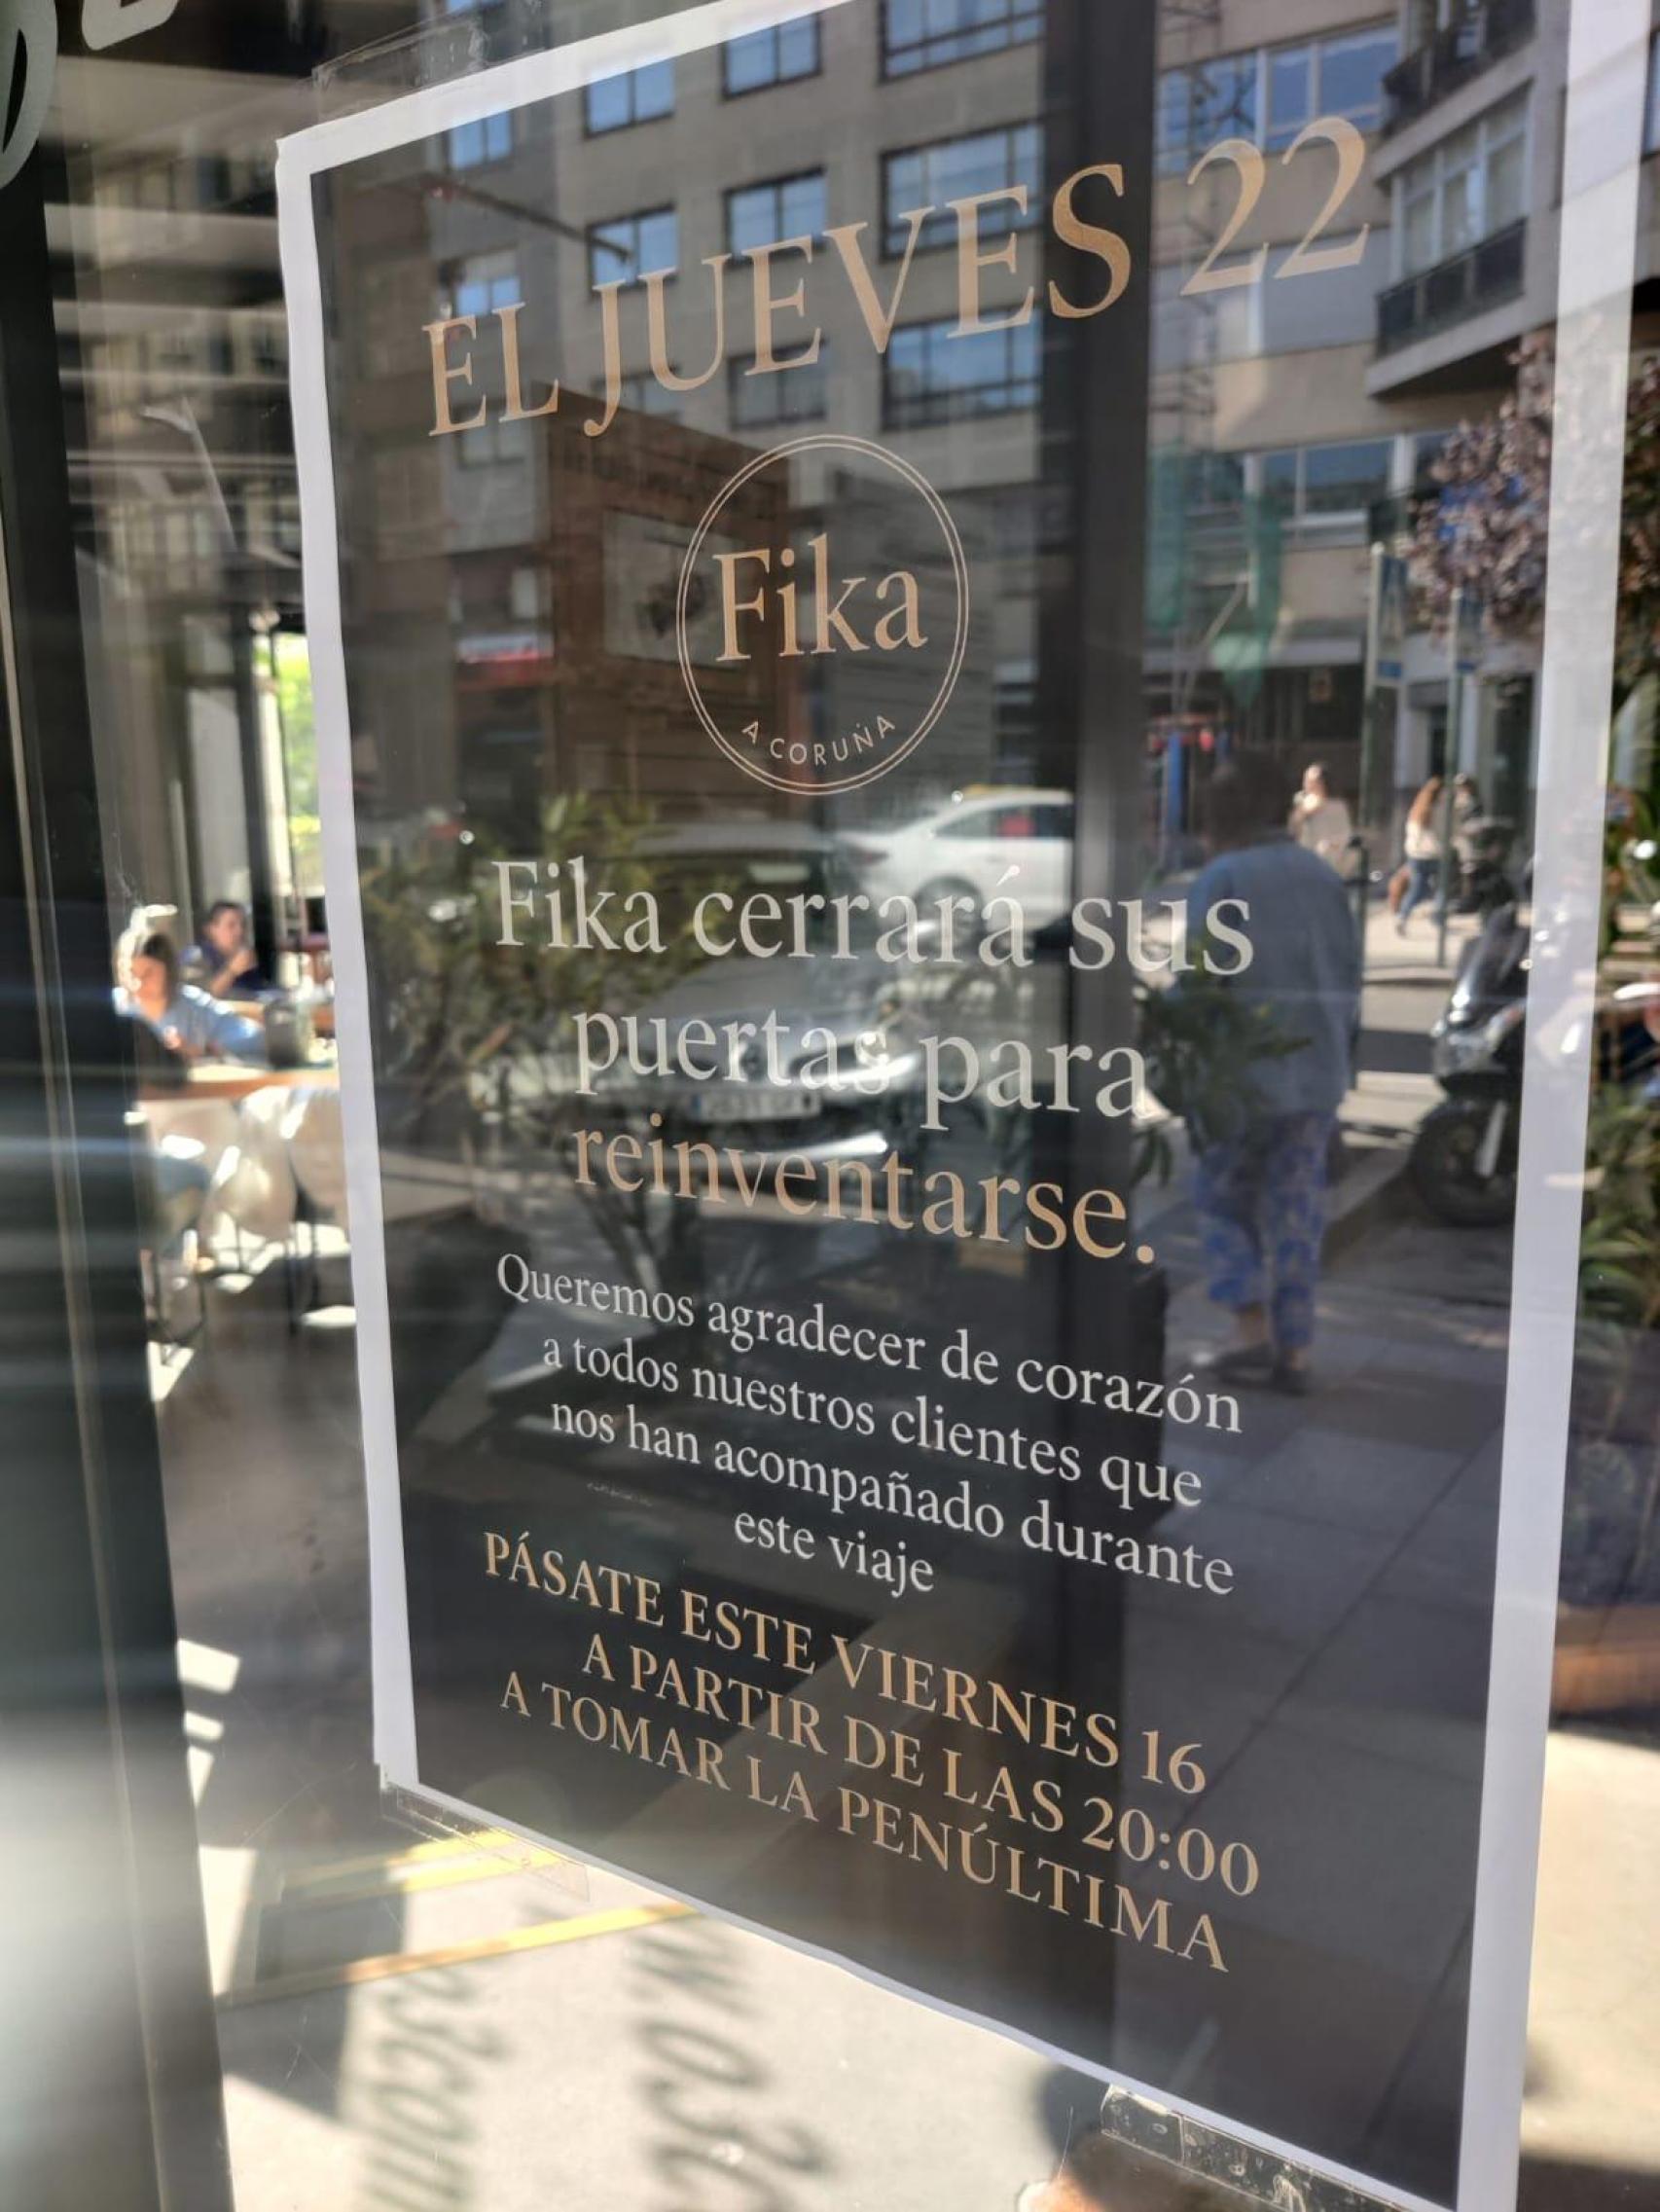 EL JUEVES 22
Fika
A CORUÑA
Fika cerrará sus
puertas para
reinventarse.
Queremos agradecer de corazón
a todos nuestros clientes que
nos han acompañado durante
este viaje
PÁSATE ESTE VIERNES 16
A PARTIR DE LAS 20:00
A TOMAR LA PENÚLTIMA